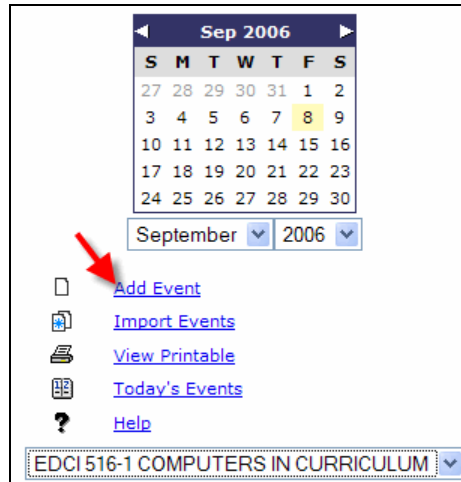 Sep 2006
S M T W T F S
27 28 29 30 31 1 2
3 4 5 6 7 8 9
10 11 12 13 14 15 16
17 18 19 20 21 22 23
24 25 26 27 28 29 30
September 2006
Add Event
Import Events
View Printable
12 Today's Events
? Help
EDCI 516-1 COMPUTERS IN CURRICULUM